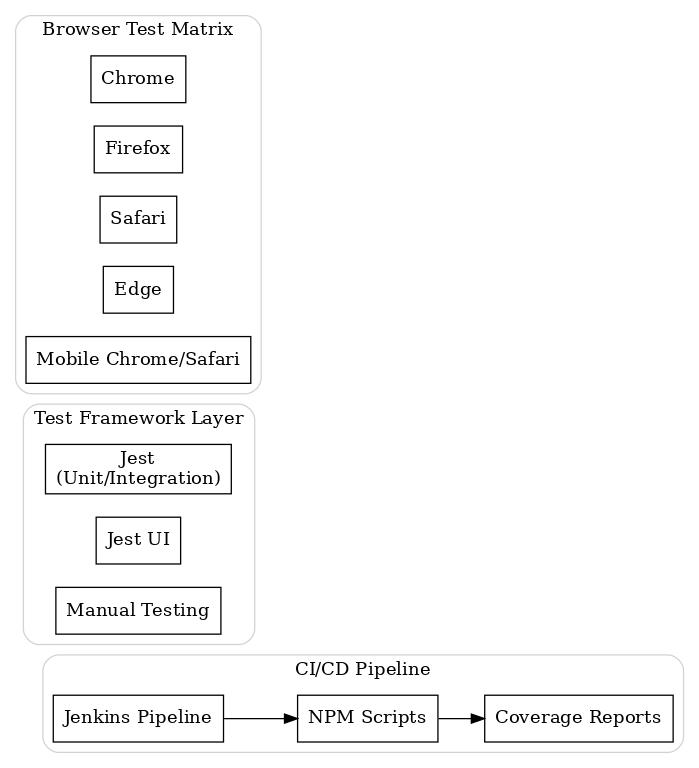 Browser Test Matrix
Chrome
Firefox
Safari
Edge
Mobile Chrome/Safari
Test Framework Layer
Jest
(Unit/Integration)
Jest UI
Manual Testing
CI/CD Pipeline
Jenkins Pipeline
NPM Scripts
Coverage Reports